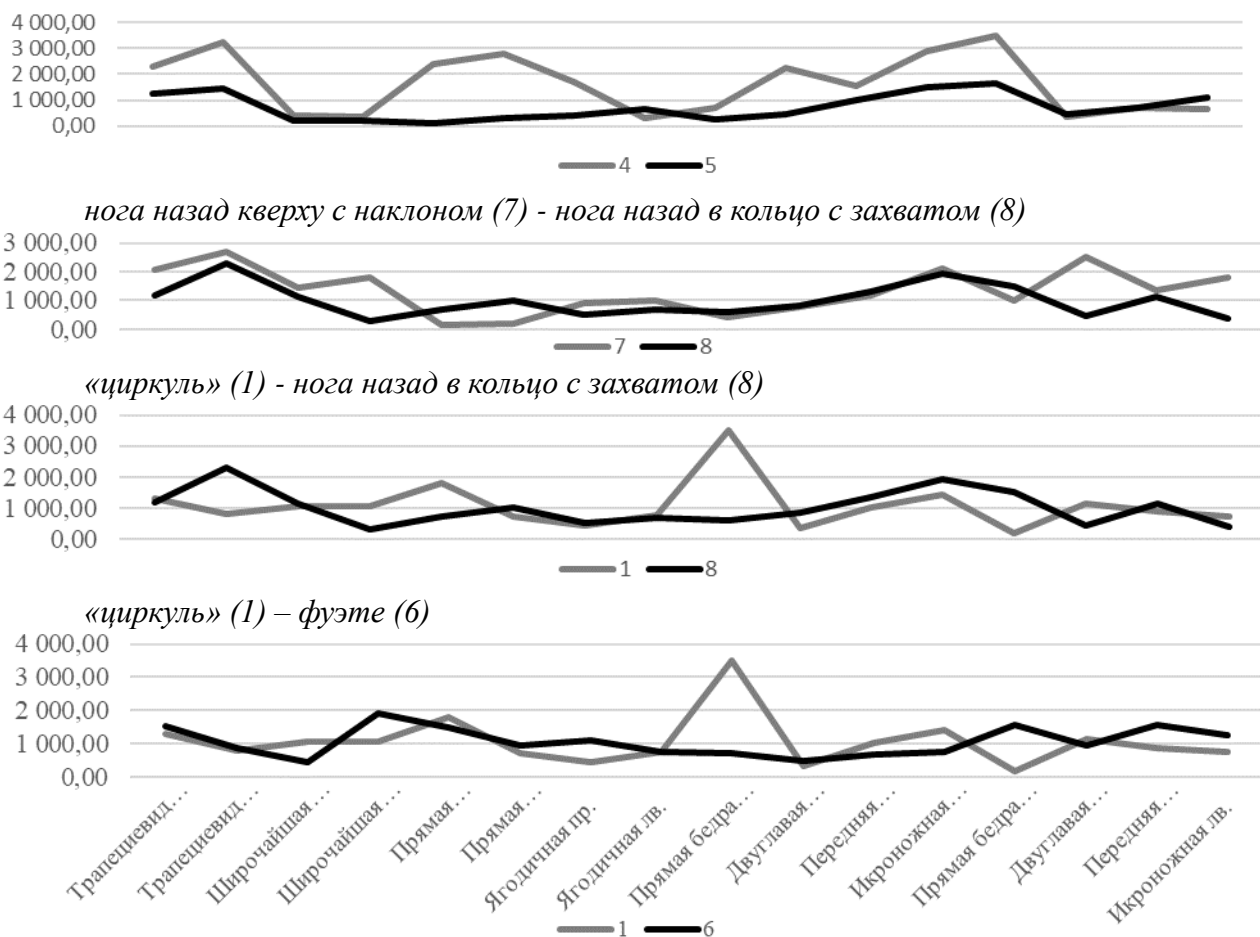 4 000,00
3 000,00
2 000,00
1 000,00
0,00
4 5
нога назад кверху с наклоном (7) - нога назад в кольцо с захватом (8)
3 000,00
2 000,00
1 000,00
0,00
7 8
«циркуль» (1) - нога назад в кольцо с захватом (8)
4 000,00
3 000,00
2 000,00
1 000,00
0,00
1 8
«циркуль» (1) – фуэте (6)
4 000,00
3 000,00
2 000,00
1 000,00
0,00
Трапециевид…
Трапециевид…
Широчайшая…
Широчайшая…
Прямая…
Прямая…
Ягодичная пр.
Ягодичная лв.
Прямая бедра…
Двуглавая…
Передняя…
Икроножная…
Прямая бедра…
Двуглавая…
Передняя…
Икроножная лв.
1 6